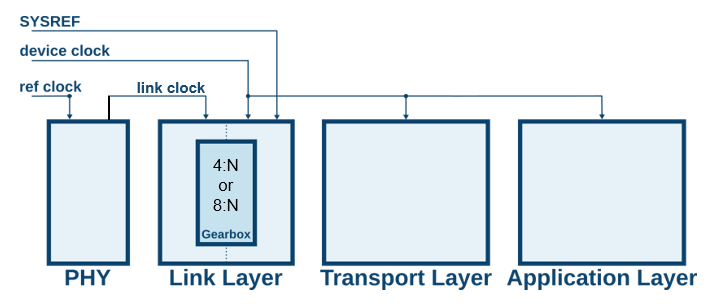 SYSREF
device clock
ref clock
link clock
4:N
or
8:N
Gearbox
PHY
Link Layer
Transport Layer
Application Layer